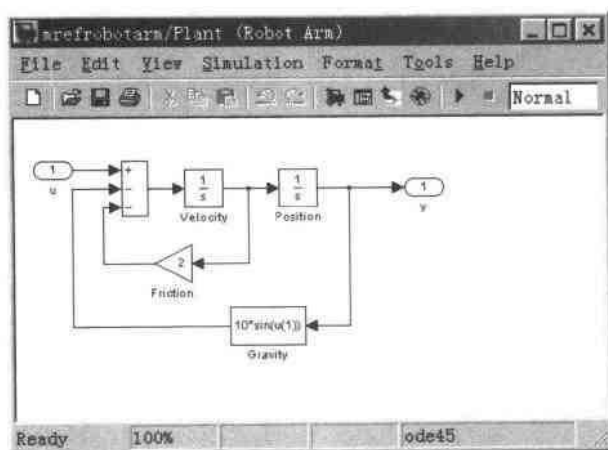 mrefrobotarm/Plant (Robot Arm)
File Edit View Simulation Format Tools Help
Normal
1
u
+
−
−
1/s
Velocity
1/s
Position
1
y
2
Friction
10*sin(u(1))
Gravity
Ready 100% ode45